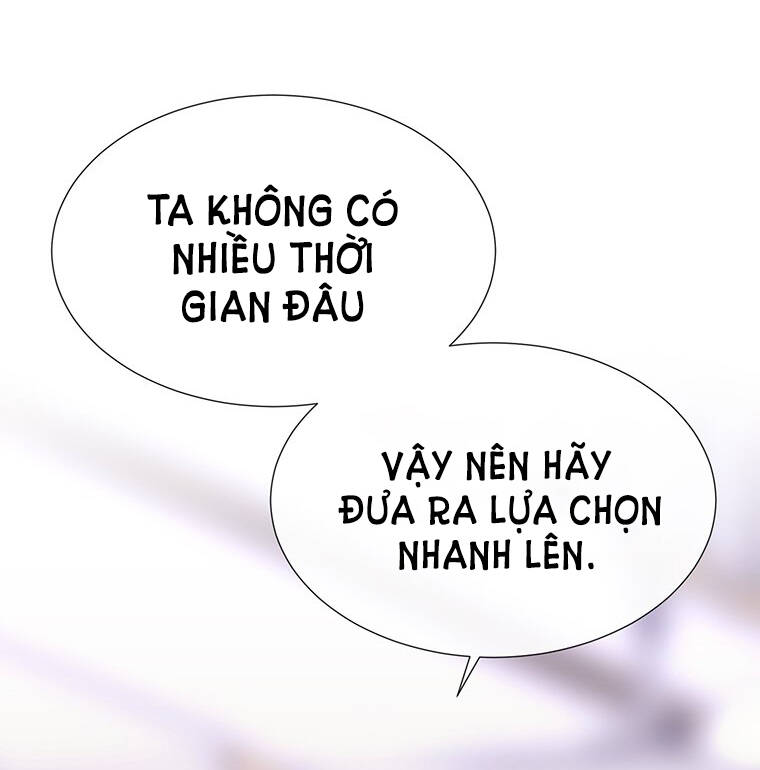 TA KHÔNG CÓ
NHIỀU THỜI
GIAN ĐÂU
VẬY NÊN HÃY
ĐƯA RA LỰA CHỌN
NHANH LÊN.